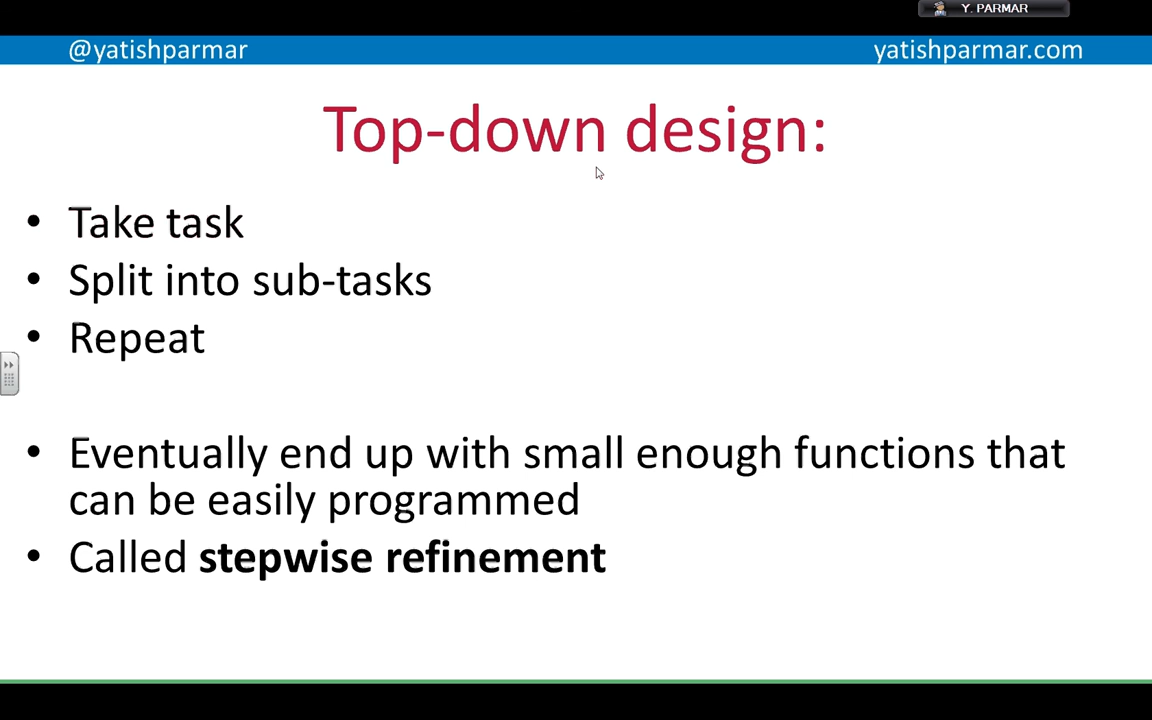 Y. PARMAR
@yatishparmar yatishparmar.com
Top-down design:
• Take task
• Split into sub-tasks
• Repeat
• Eventually end up with small enough functions that
can be easily programmed
• Called stepwise refinement